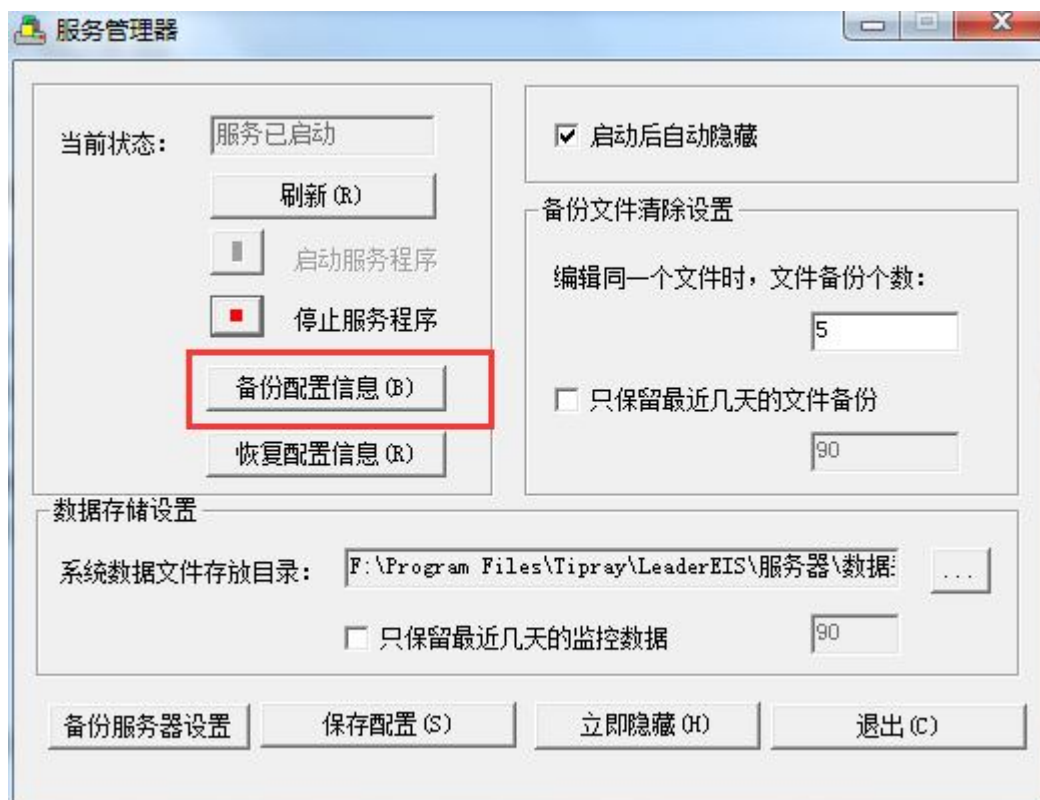 服务管理器
当前状态： 服务已启动
刷新(R)
启动服务程序
停止服务程序
备份配置信息(B)
恢复配置信息(R)
启动后自动隐藏
备份文件清除设置
编辑同一个文件时，文件备份个数：
5
只保留最近几天的文件备份
90
数据存储设置
系统数据文件存放目录： F:\Program Files\Tipray\LeaderEIS\服务器\数据 ...
只保留最近几天的监控数据 90
备份服务器设置 保存配置(S) 立即隐藏(H) 退出(C)